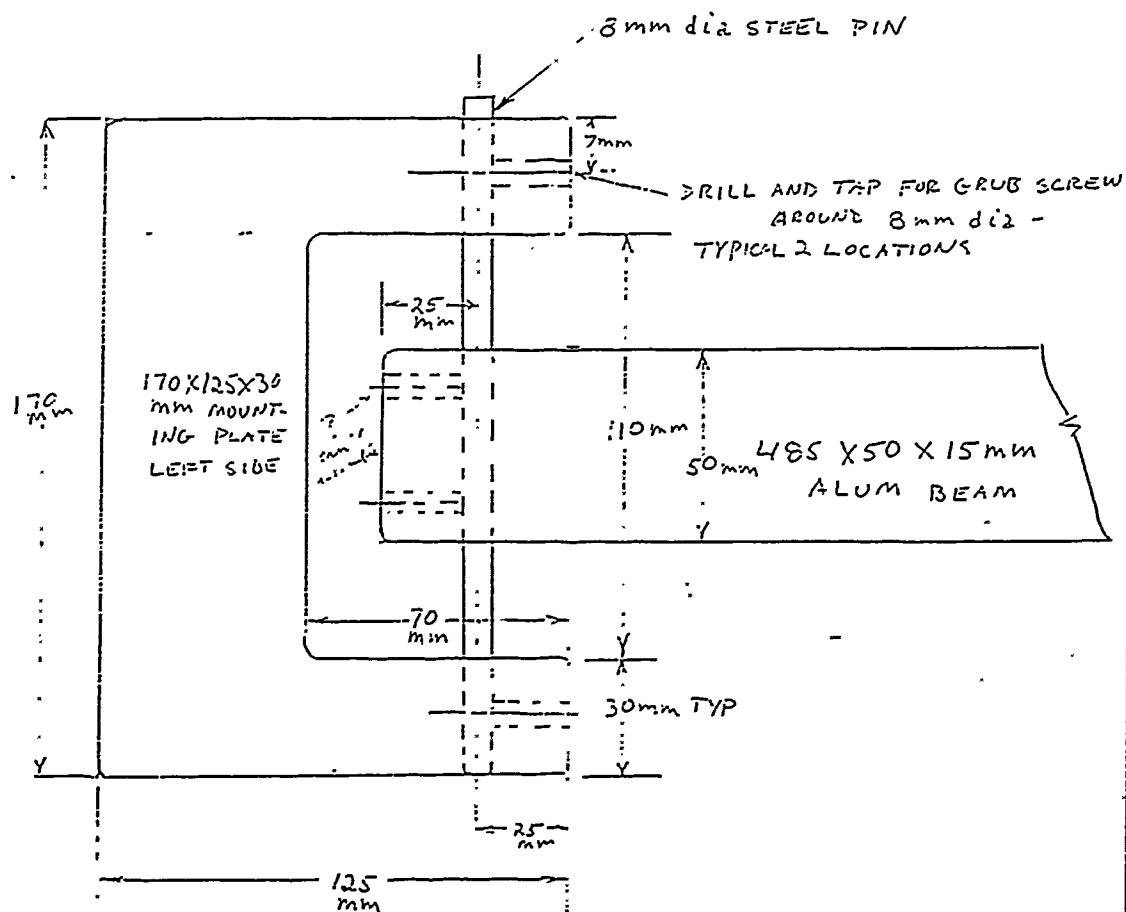 8mm dia STEEL PIN
7mm
DRILL AND TAP FOR GRUB SCREW
AROUND 8mm dia -
TYPICAL 2 LOCATIONS
25
mm
170
mm
170X125X30
mm MOUNT-
ING PLATE
LEFT SIDE
110mm
50mm
485 X50 X 15mm
ALUM BEAM
70
mm
30mm TYP
25
mm
125
mm